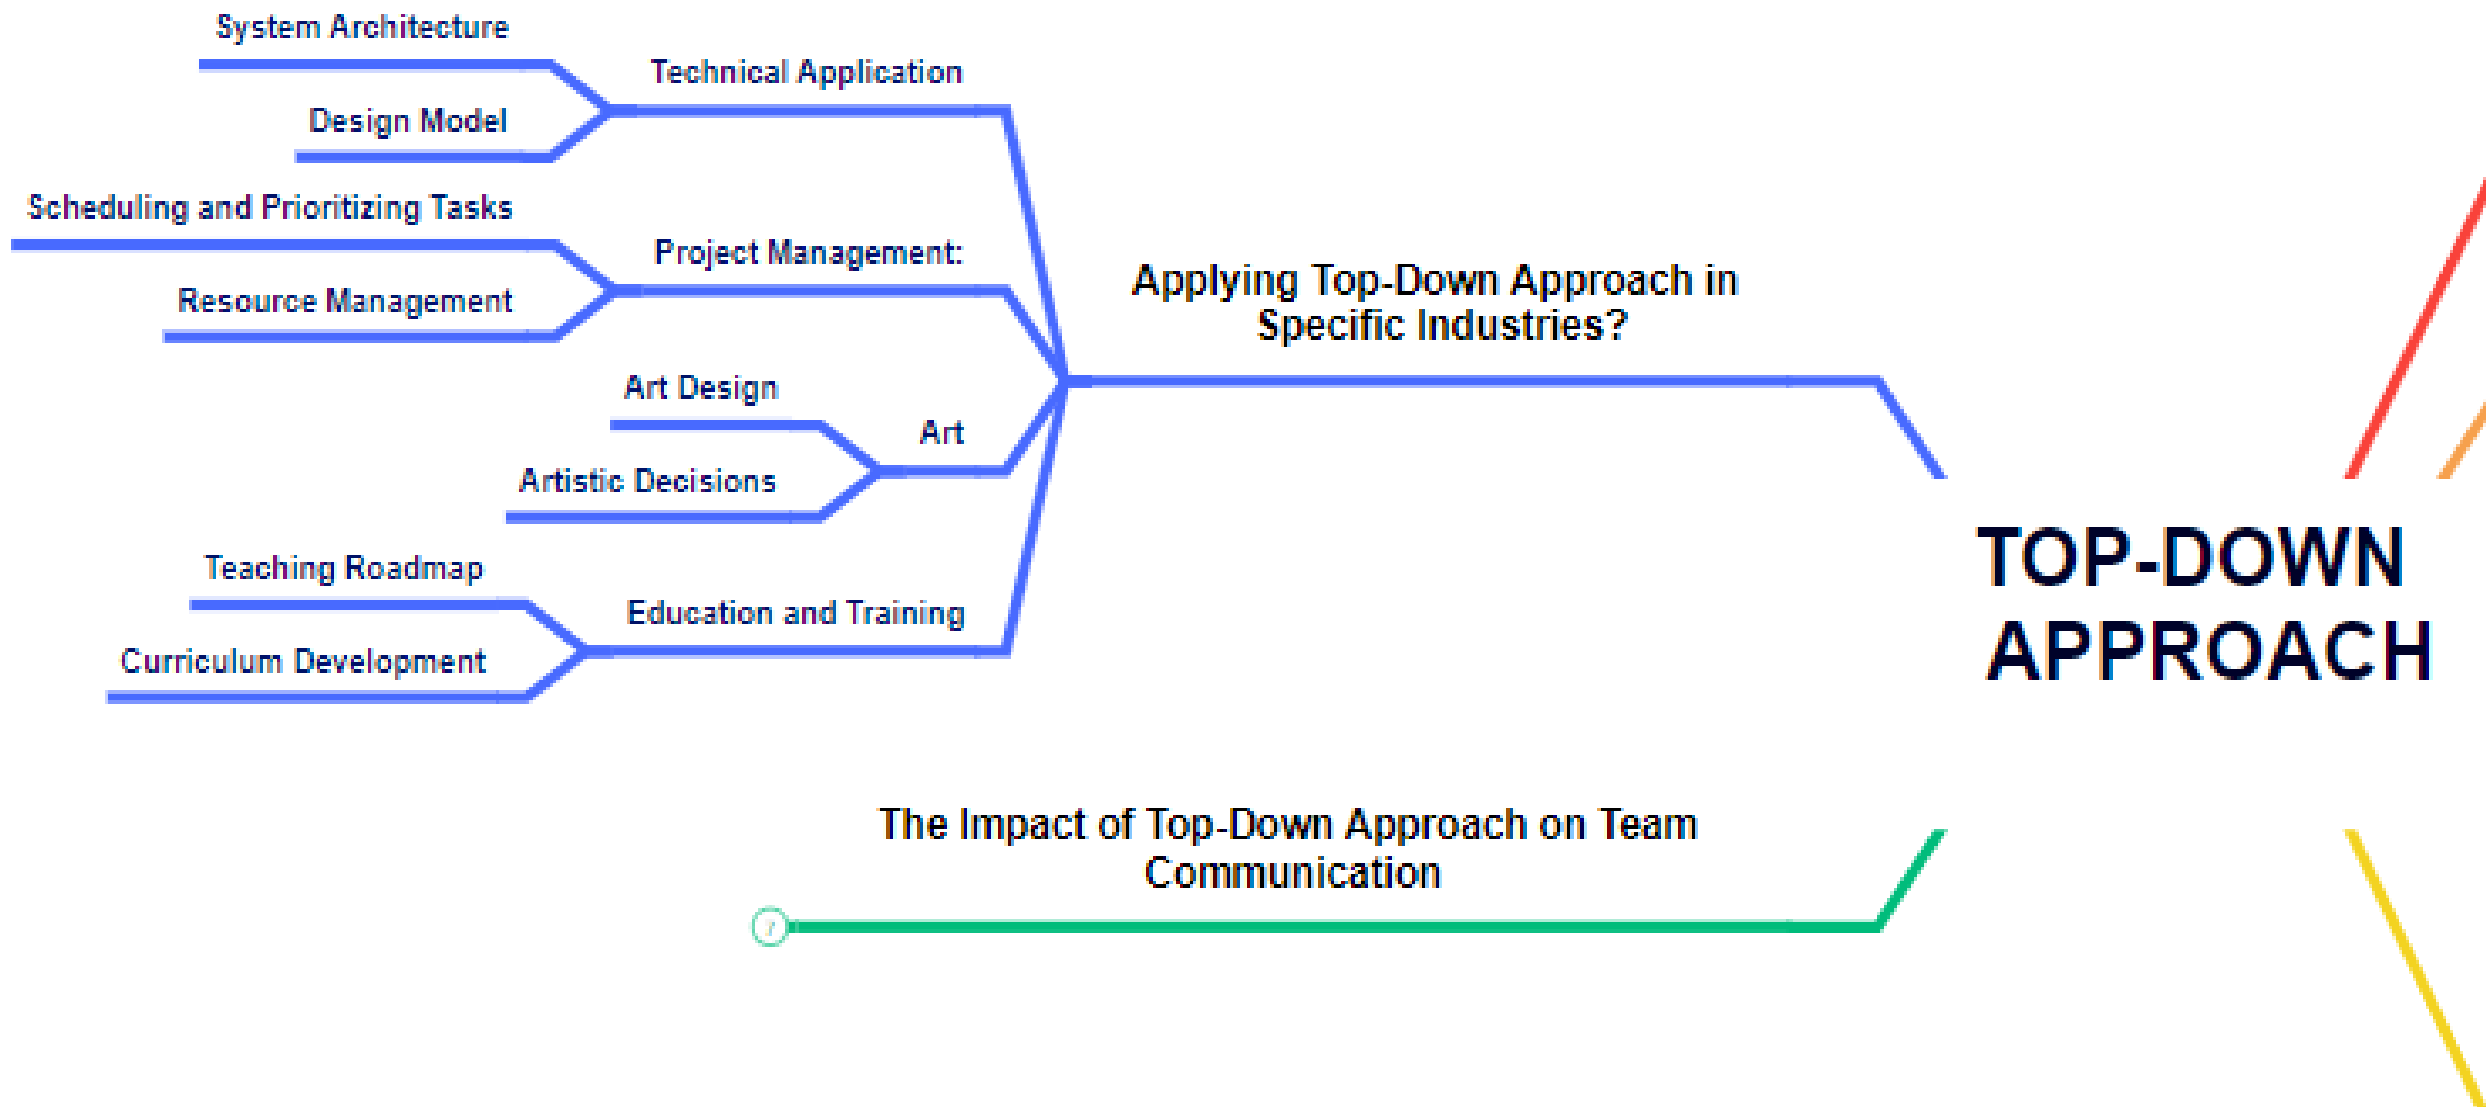 System Architecture
Technical Application
Design Model
Scheduling and Prioritizing Tasks
Project Management:
Resource Management
Applying Top-Down Approach in
Specific Industries?
Art Design
Art
Artistic Decisions
Teaching Roadmap
Education and Training
Curriculum Development
TOP-DOWN
APPROACH
The Impact of Top-Down Approach on Team
Communication